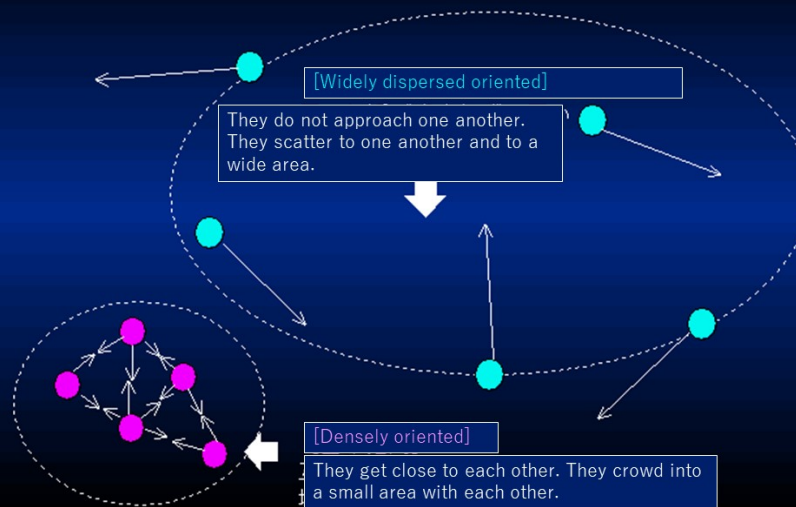 [Widely dispersed oriented]
They do not approach one another.
They scatter to one another and to a
wide area.
[Densely oriented]
They get close to each other. They crowd into
a small area with each other.